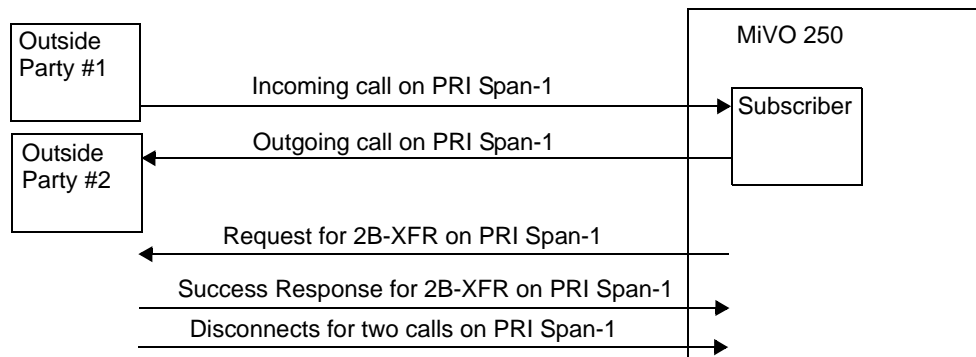 Outside
Party #1
MiVO 250
Incoming call on PRI Span-1
Subscriber
Outgoing call on PRI Span-1
Outside
Party #2
Request for 2B-XFR on PRI Span-1
Success Response for 2B-XFR on PRI Span-1
Disconnects for two calls on PRI Span-1